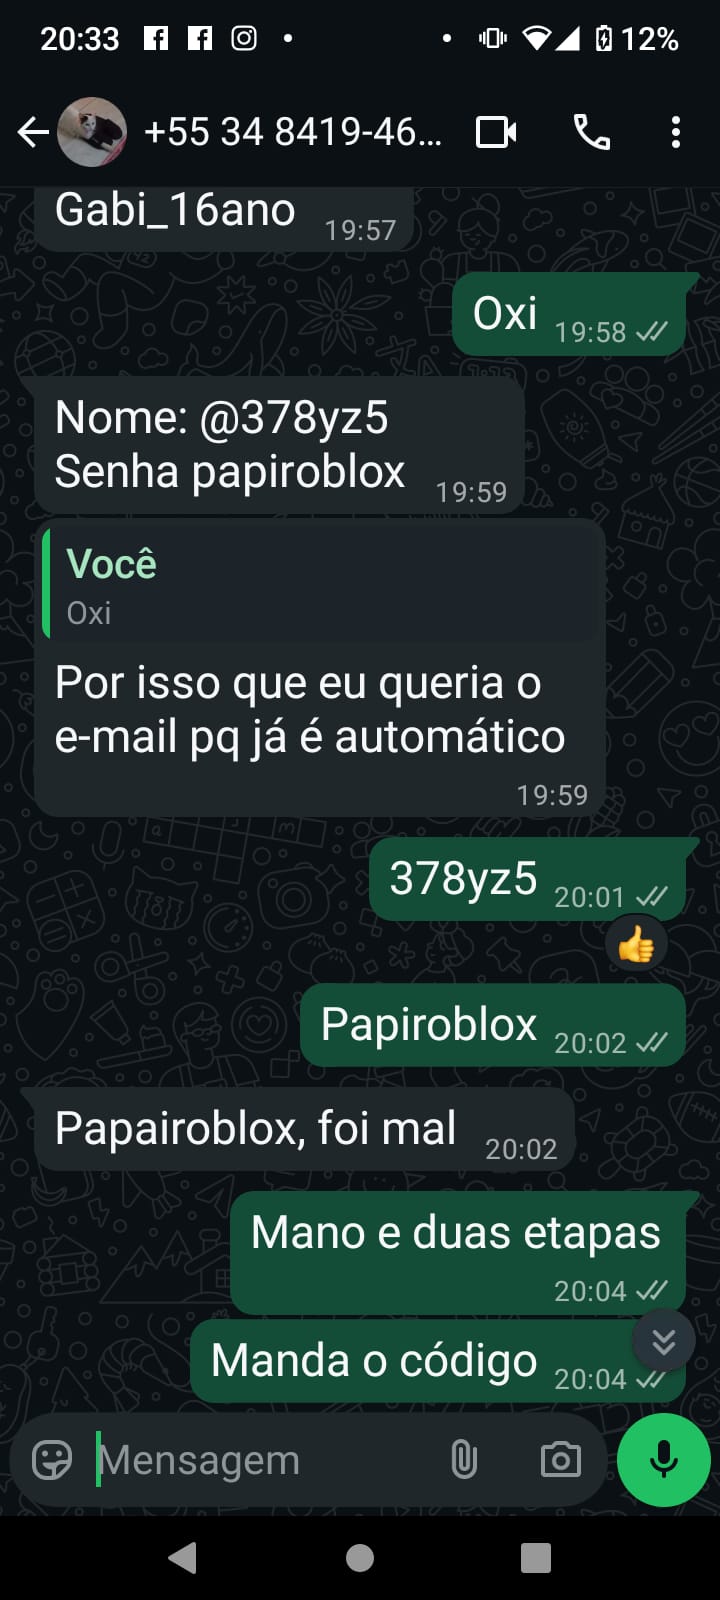 20:33
12%
+55 34 8419-46...
Gabi_16ano 19:57
Oxi 19:58
Nome: @378yz5
Senha papiroblox 19:59
Você
Oxi
Por isso que eu queria o
e-mail pq já é automático
19:59
378yz5 20:01
Papiroblox 20:02
Papairoblox, foi mal 20:02
Mano e duas etapas
20:04
Manda o código 20:04
Mensagem